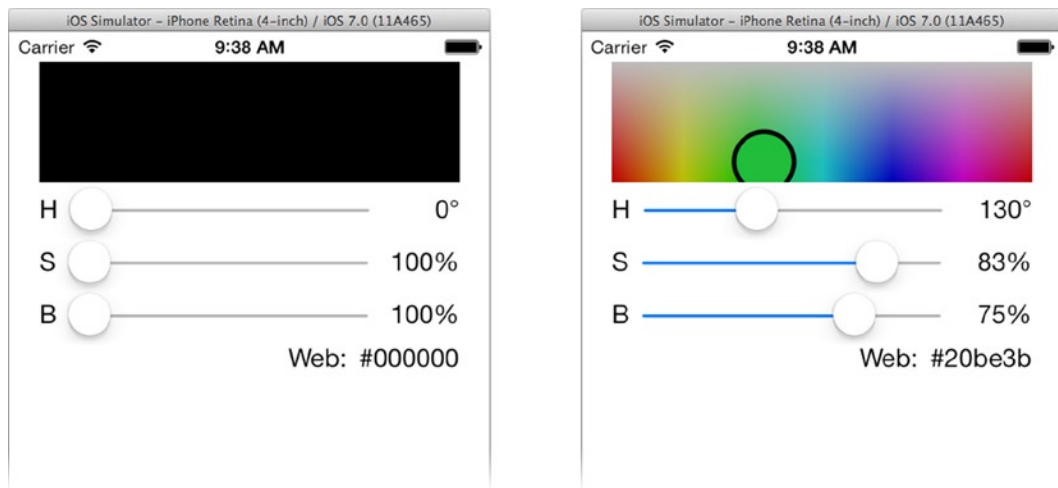 iOS Simulator – iPhone Retina (4-inch) / iOS 7.0 (11A465)
Carrier 9:38 AM
H 0°
S 100%
B 100%
Web: #000000
iOS Simulator – iPhone Retina (4-inch) / iOS 7.0 (11A465)
Carrier 9:38 AM
H 130°
S 83%
B 75%
Web: #20be3b